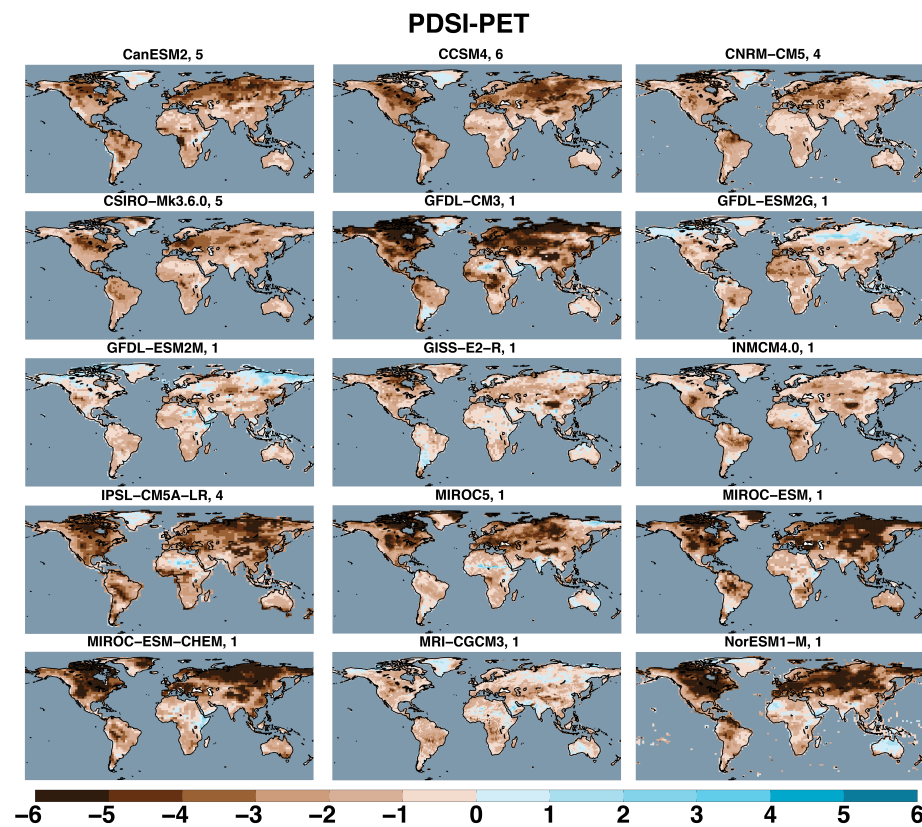 PDSI-PET
CanESM2, 5
CCSM4, 6
CNRM−CM5, 4
CSIRO−Mk3.6.0, 5
GFDL−CM3, 1
GFDL−ESM2G, 1
GFDL−ESM2M, 1
GISS−E2−R, 1
INMCM4.0, 1
IPSL−CM5A−LR, 4
MIROC5, 1
MIROC−ESM, 1
MIROC−ESM−CHEM, 1
MRI−CGCM3, 1
NorESM1−M, 1
−6 −5 −4 −3 −2 −1 0 1 2 3 4 5 6